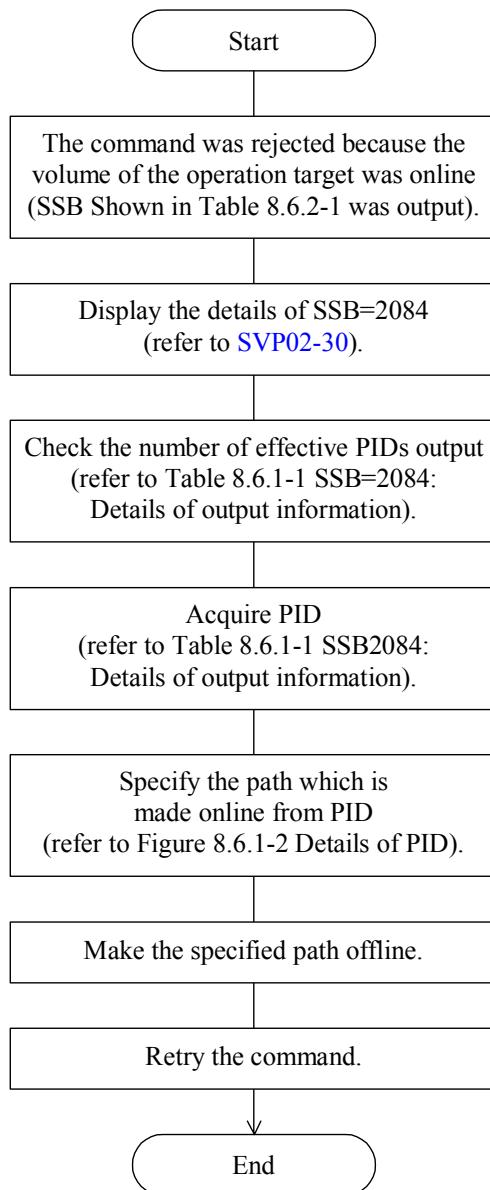 Start
The command was rejected because the
volume of the operation target was online
(SSB Shown in Table 8.6.2-1 was output).
Display the details of SSB=2084
(refer to SVP02-30).
Check the number of effective PIDs output
(refer to Table 8.6.1-1 SSB=2084:
Details of output information).
Acquire PID
(refer to Table 8.6.1-1 SSB2084:
Details of output information).
Specify the path which is
made online from PID
(refer to Figure 8.6.1-2 Details of PID).
Make the specified path offline.
Retry the command.
End